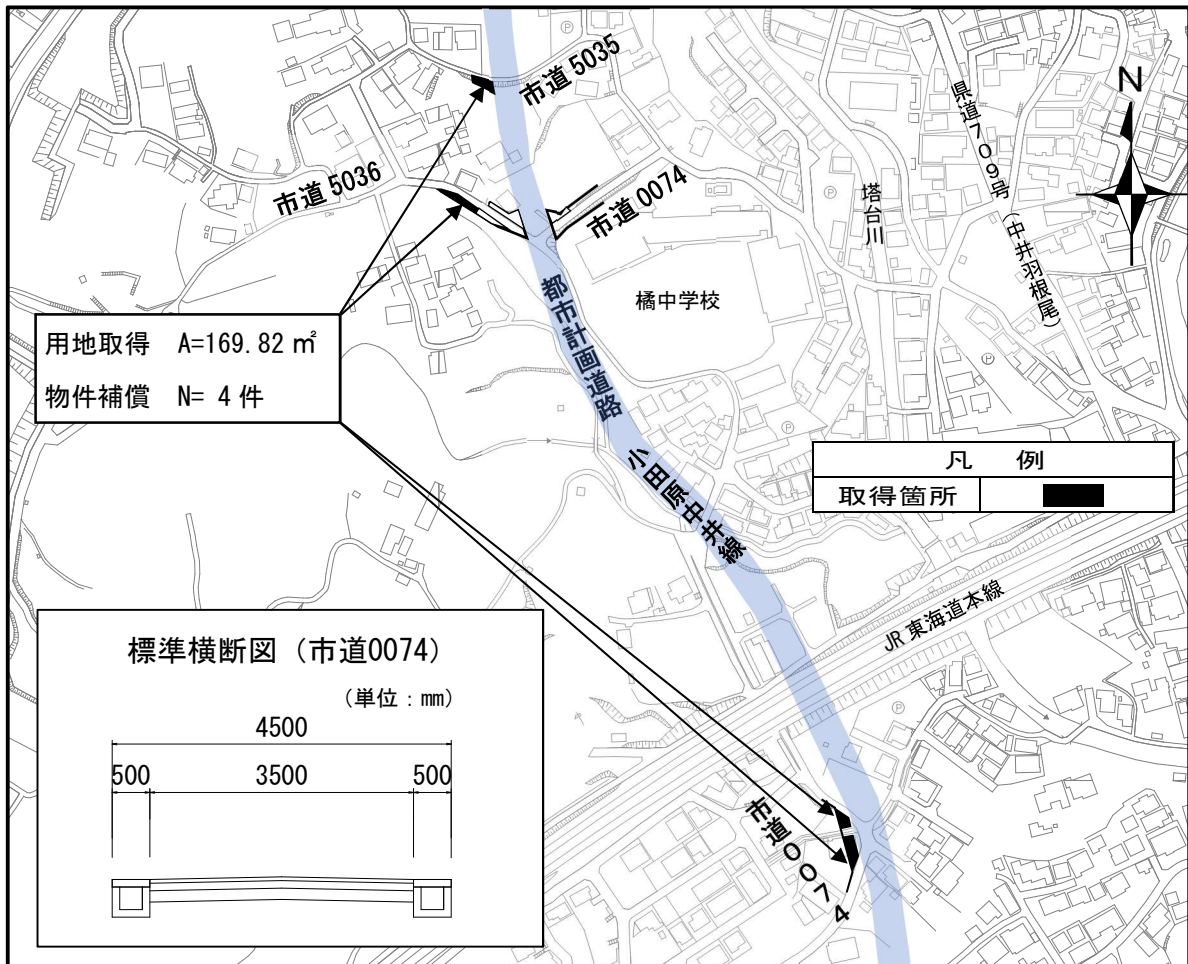 市道 5035
N
県道709号(中井羽根尾)
市道 5036
市道 0074
塔台川
P
橘中学校
都市計画道路
用地取得 A=169.82 ㎡
物件補償 N= 4 件
P
P
小田原中井線
凡 例
取得箇所
JR 東海道本線
標準横断図(市道0074)
(単位:mm)
4500
500 3500 500
P
市道0074
P